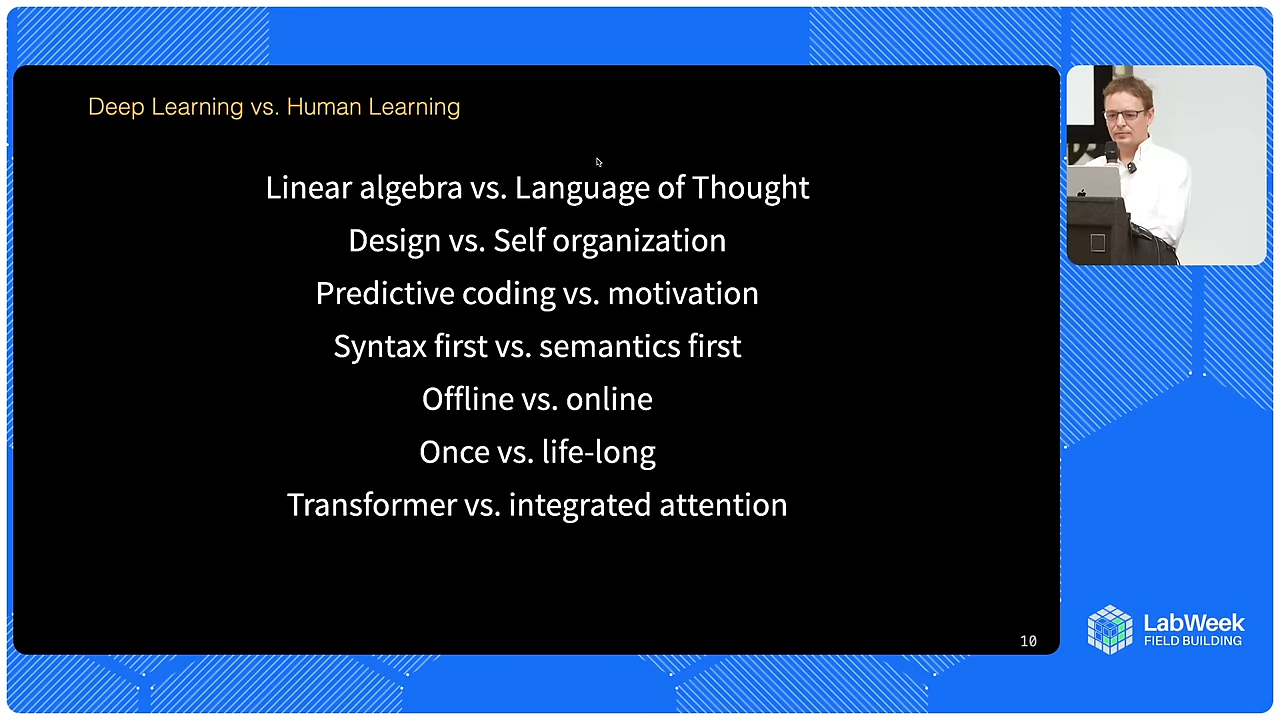 Deep Learning vs. Human Learning
Linear algebra vs. Language of Thought
Design vs. Self organization
Predictive coding vs. motivation
Syntax first vs. semantics first
Offline vs. online
Once vs. life-long
Transformer vs. integrated attention
10
LabWeek
FIELD BUILDING